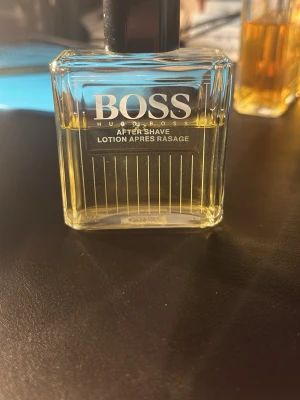 BOSS
HUGO BOSS
AFTER SHAVE
LOTION APRES RASAGE